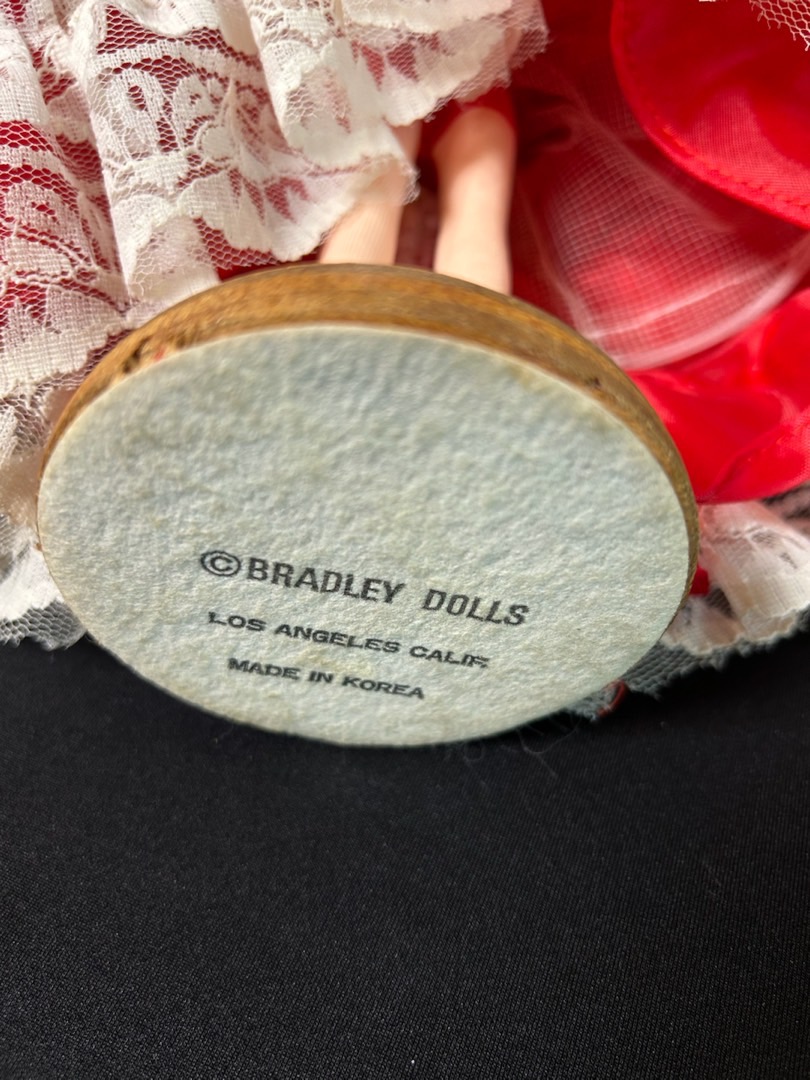 ©BRADLEY DOLLS
LOS ANGELES CALIF.
MADE IN KOREA